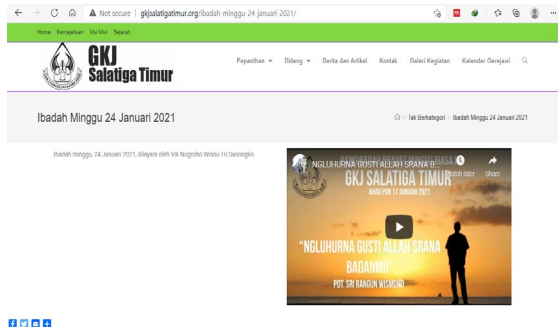 Not secure | gkjsalatigatimur.org/ibadah minggu 24 januari 2021/
Home Kemajelisan Visi Misi Sejarah
GKJ
Salatiga Timur
Pepanthan Bidang Berita dan Artikel Kontak Galeri Kegiatan Kalender Gerejawi
Ibadah Minggu 24 Januari 2021
Tak Berkategori > Ibadah Minggu 24 Januari 2021
Ibadah minggu, 24 Januari 2021, dilayani oleh Vik Nugroho Wisnu Tri Sasongko
NGLUHURNA GUSTI ALLAH SRANA B...
Watch later Share
GKJ SALATIGA TIMUR
AHAD PON 17 JANUARI 2021
"NGLUHURNA GUSTI ALLAH SRANA
BADANMU"
PDT. SRI BANGUN WISMONO